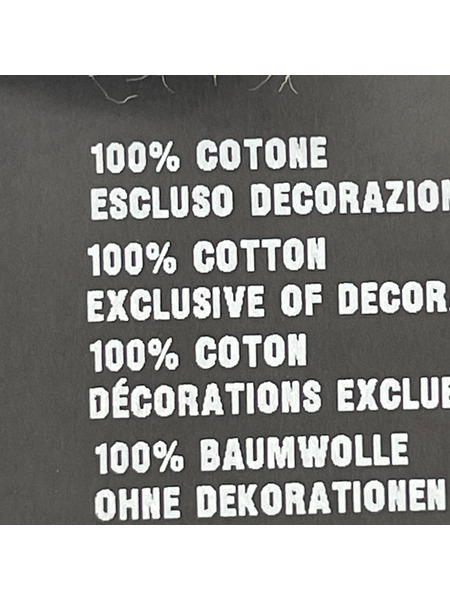 100% COTONE
ESCLUSO DECORAZION
100% COTTON
EXCLUSIVE OF DECOR
100% COTON
DÉCORATIONS EXCLUE
100% BAUMWOLLE
OHNE DEKORATIONEN